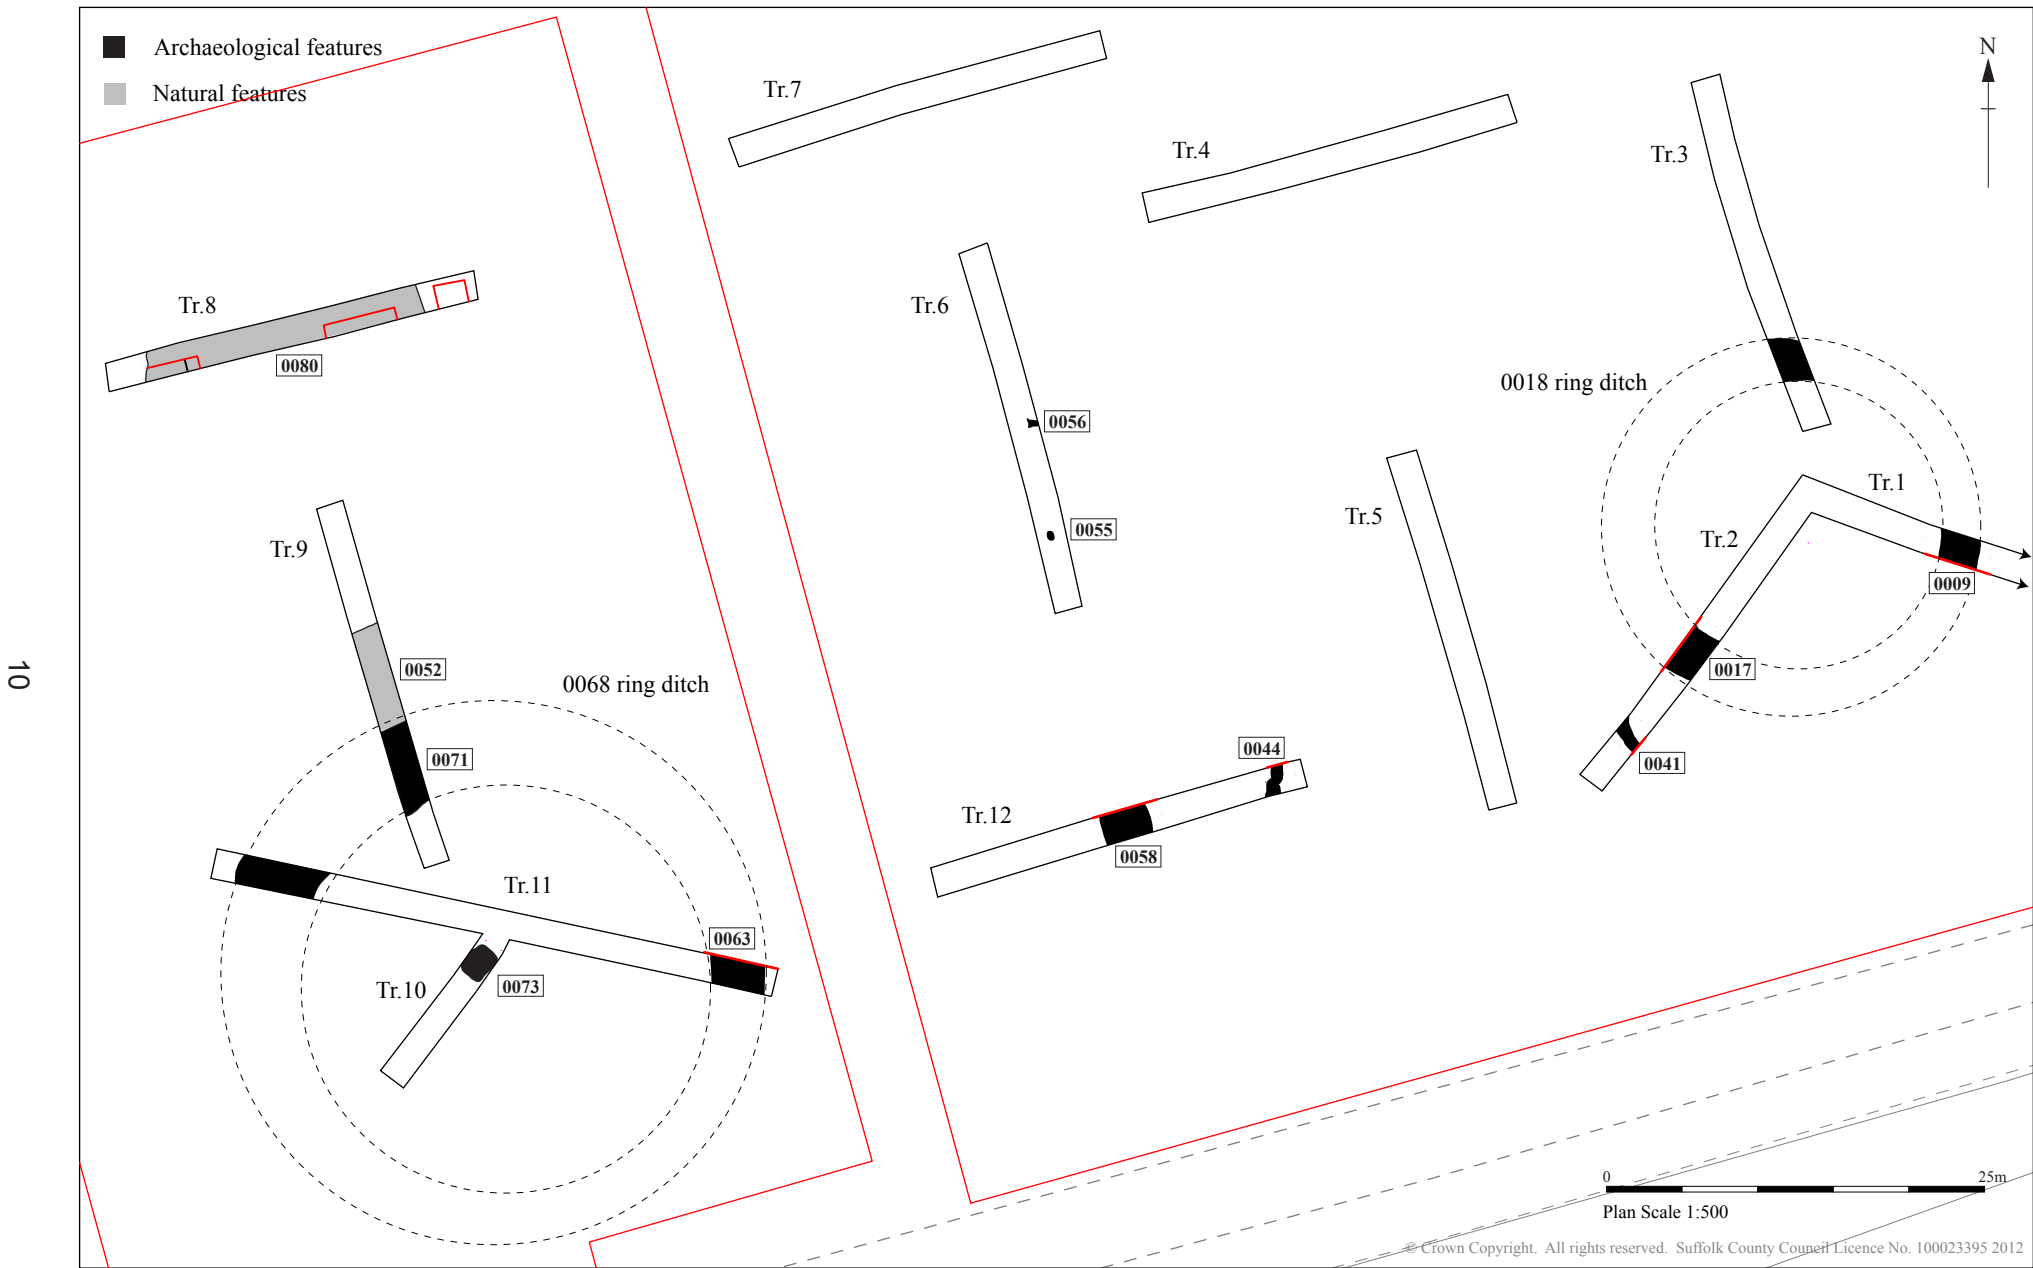 Archaeological features
Natural features
N
Tr.7
Tr.4
Tr.3
Tr.8
0080
Tr.6
0056
0055
0018 ring ditch
Tr.5
Tr.1
Tr.2
0009
0017
0041
Tr.9
0052
0068 ring ditch
0071
0044
Tr.12
0058
Tr.11
0063
Tr.10
0073
10
0 25m
Plan Scale 1:500
© Crown Copyright. All rights reserved. Suffolk County Council Licence No. 100023395 2012